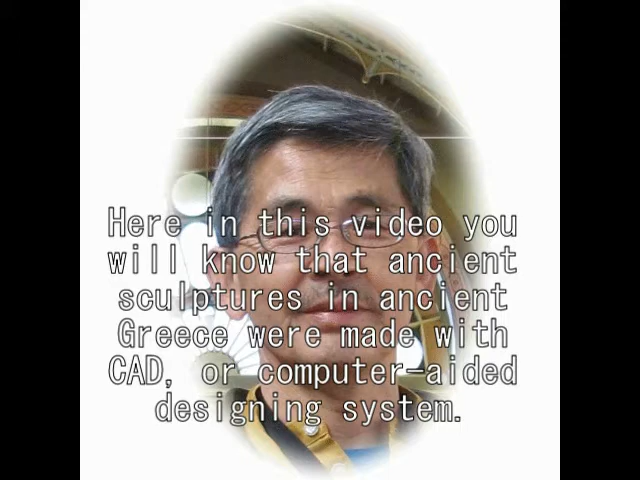 Here in this video you
will know that ancient
sculptures in ancient
Greece were made with
CAD, or computer-aided
designing system.